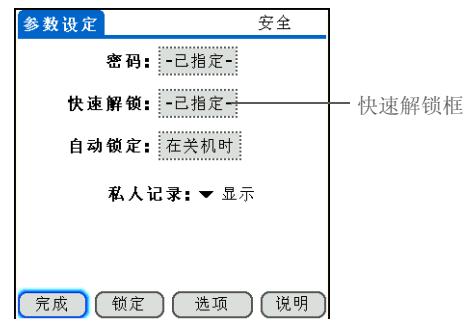 参数设定 安全
密码: -已指定-
快速解锁: -已指定- 快速解锁框
自动锁定: 在关机时
私人记录: 显示
完成 锁定 选项 说明